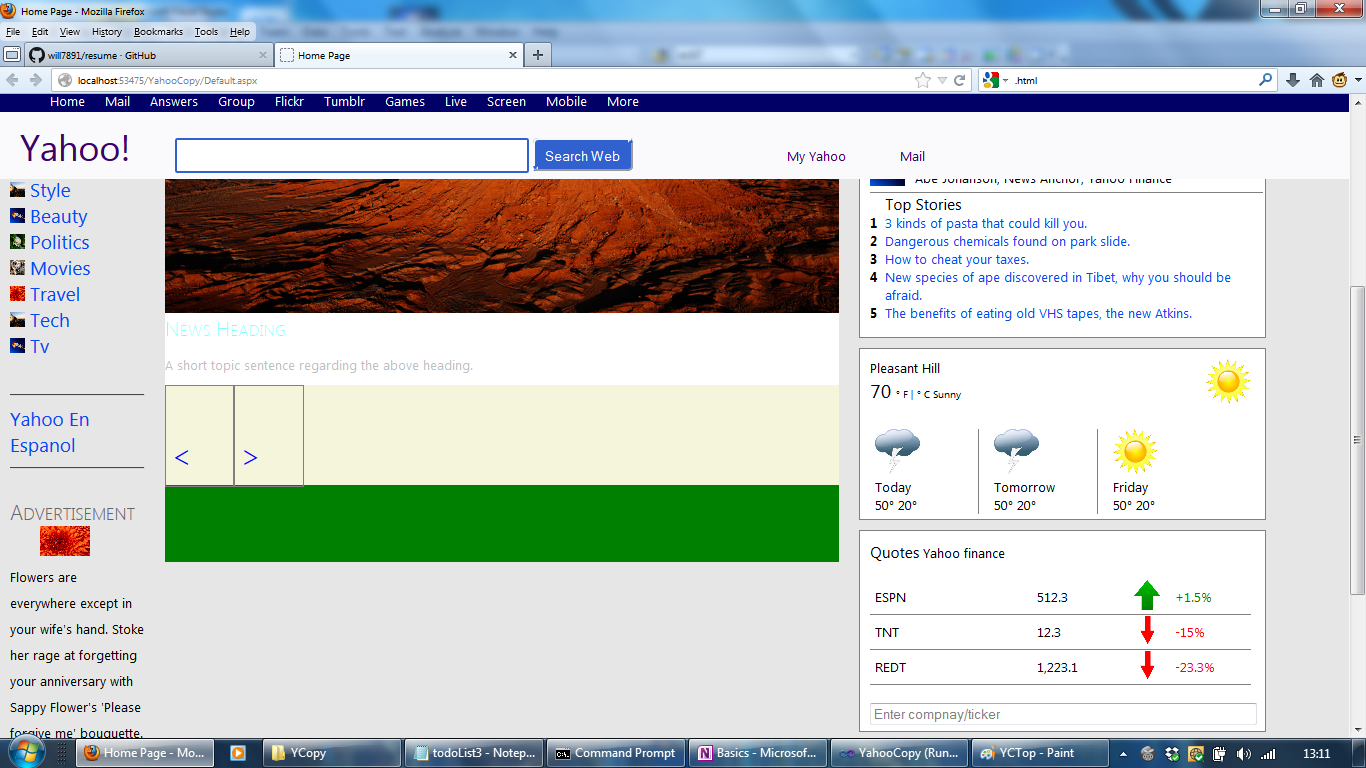 Home Page - Mozilla Firefox
File Edit View History Bookmarks Tools Help
will7891/resume · GitHub
Home Page
localhost:53475/YahooCopy/Default.aspx
.html
Home Mail Answers Group Flickr Tumblr Games Live Screen Mobile More
Yahoo!
Search Web
My Yahoo Mail
Style
Beauty
Politics
Movies
Travel
Tech
Tv
Yahoo En
Espanol
Advertisement
Flowers are
everywhere except in
your wife's hand. Stoke
her rage at forgetting
your anniversary with
Sappy Flower's 'Please
forgive me' bouquette.
News Heading
A short topic sentence regarding the above heading.
< >
Abe Johanson, News Anchor, Yahoo Finance
Top Stories
1 3 kinds of pasta that could kill you.
2 Dangerous chemicals found on park slide.
3 How to cheat your taxes.
4 New species of ape discovered in Tibet, why you should be
afraid.
5 The benefits of eating old VHS tapes, the new Atkins.
Pleasant Hill
70 ° F | ° C Sunny
Today Tomorrow Friday
50° 20° 50° 20° 50° 20°
Quotes Yahoo finance
ESPN 512.3 +1.5%
TNT 12.3 -15%
REDT 1,223.1 -23.3%
Enter compnay/ticker
Home Page - Mo...
YCopy
todoList3 - Notep...
Command Prompt
Basics - Microsof...
YahooCopy (Run...
YCTop - Paint
13:11